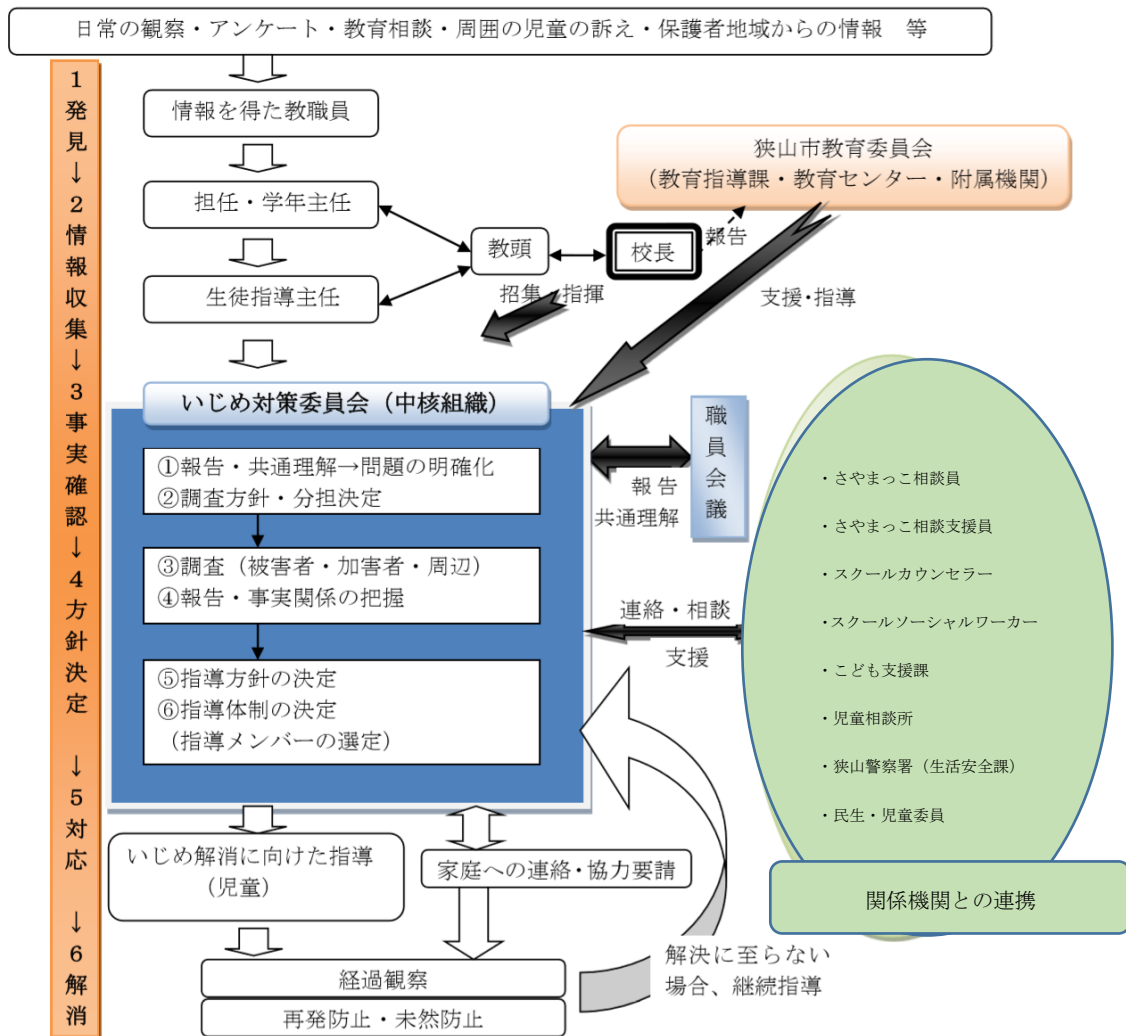 日常の観察・アンケート・教育相談・周囲の児童の訴え・保護者地域からの情報　等
1発見↓2情報収集↓3事実確認↓4方針決定　↓5対応　↓6解消
情報を得た教職員
担任・学年主任
生徒指導主任
教頭
校長
報告
狭山市教育委員会
（教育指導課・教育センター・附属機関）
招集・指揮
支援・指導
いじめ対策委員会（中核組織）
①報告・共通理解→問題の明確化
②調査方針・分担決定
③調査（被害者・加害者・周辺）
④報告・事実関係の把握
⑤指導方針の決定
⑥指導体制の決定
（指導メンバーの選定）
職員会議
報告
共通理解
連絡・相談
支援
・さやまっこ相談員
・さやまっこ相談支援員
・スクールカウンセラー
・スクールソーシャルワーカー
・こども支援課
・児童相談所
・狭山警察署（生活安全課）
・民生・児童委員
関係機関との連携
いじめ解消に向けた指導
（児童）
家庭への連絡・協力要請
経過観察
再発防止・未然防止
解決に至らない
場合、継続指導